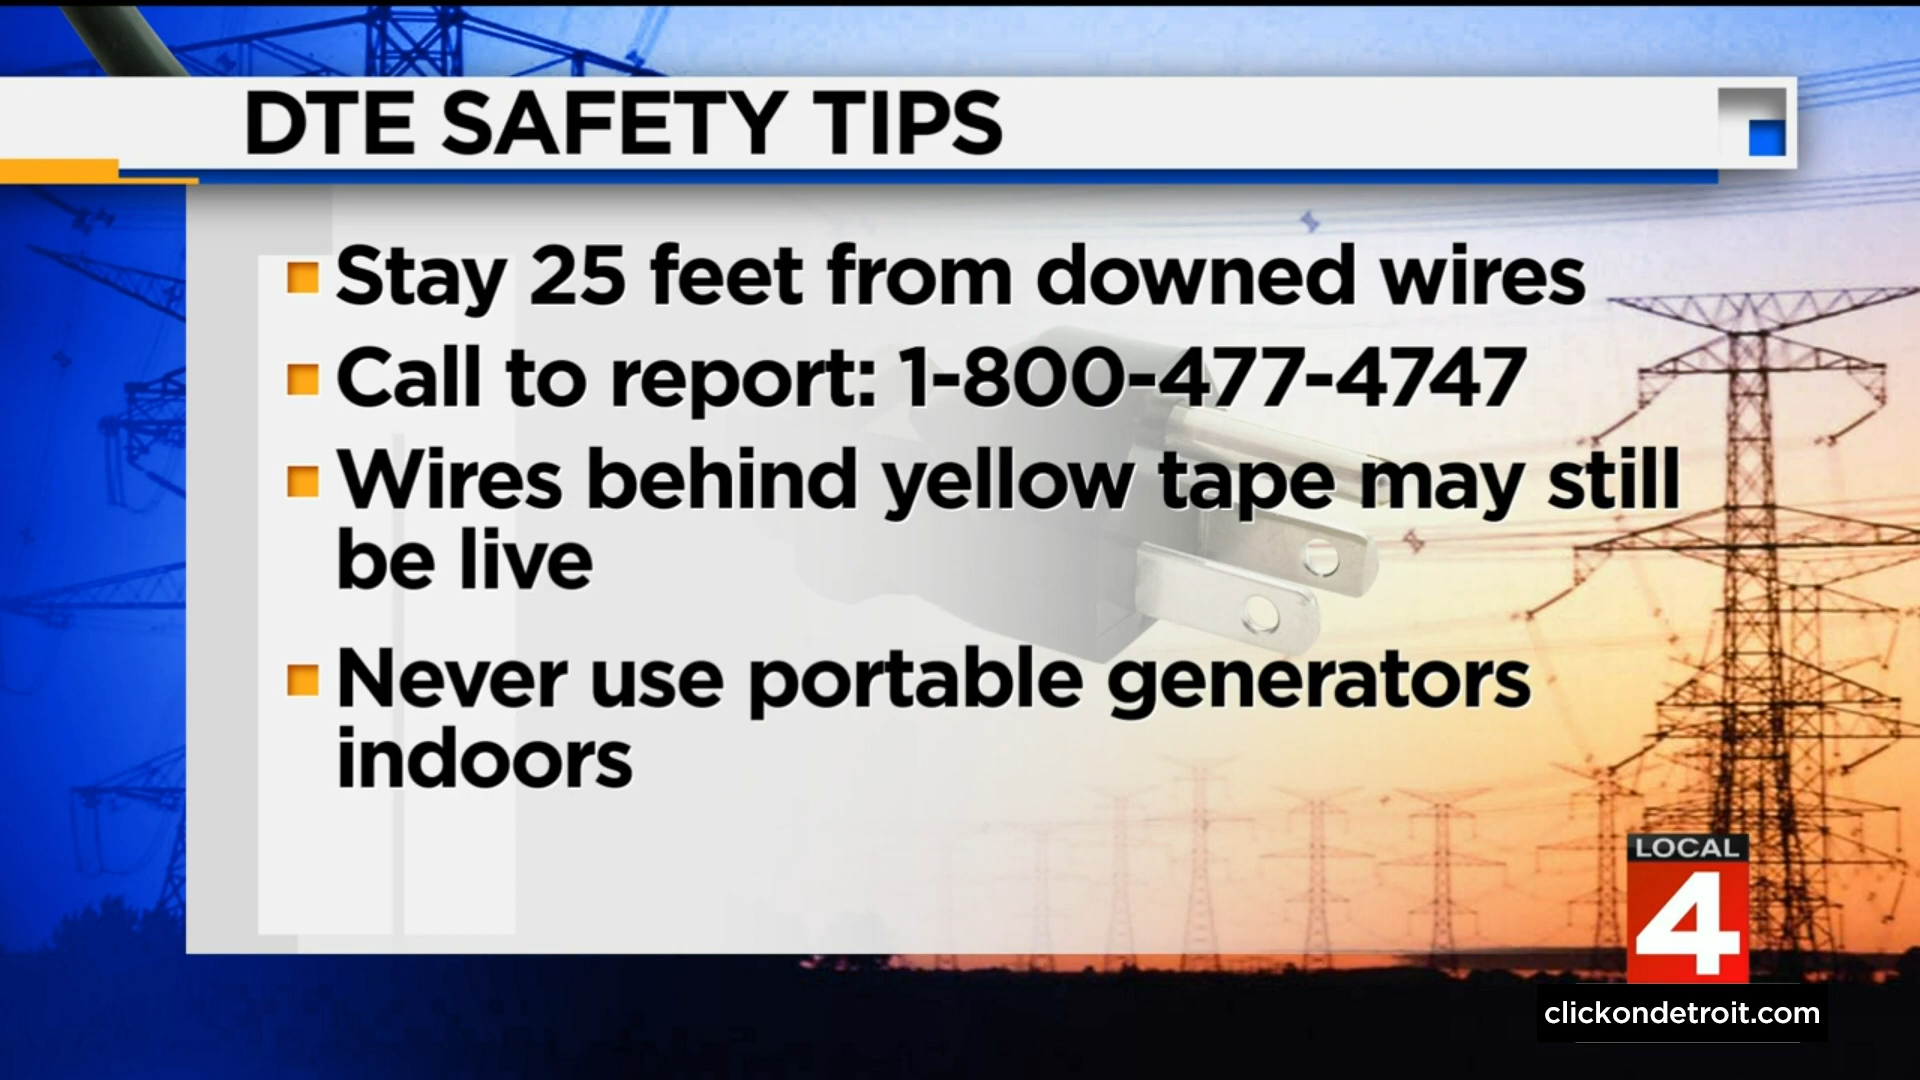 DTE SAFETY TIPS
Stay 25 feet from downed wires
Call to report: 1-800-477-4747
Wires behind yellow tape may still
be live
Never use portable generators
indoors
LOCAL
4
clickondetroit.com